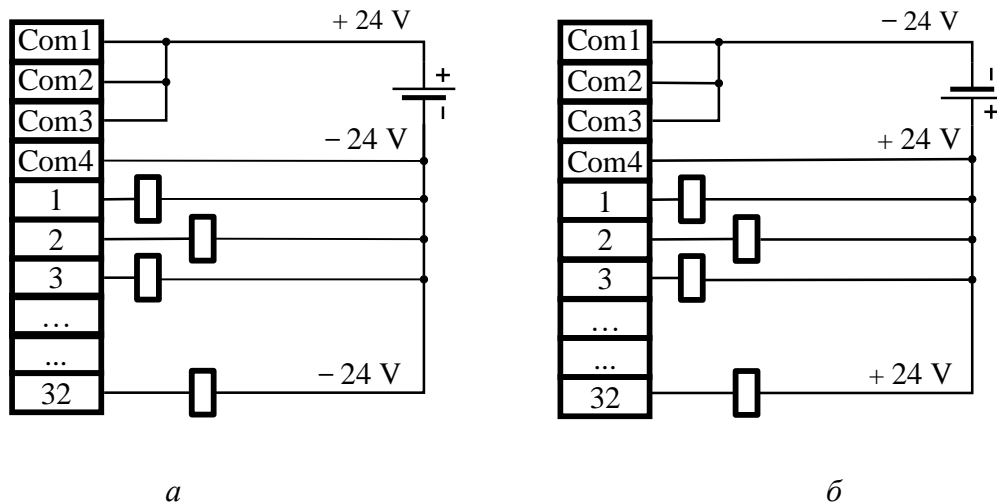 + 24 V
Com1
Com2
+
−
Com3
− 24 V
Com4
1
2
3
...
...
− 24 V
32
а
− 24 V
Com1
Com2
−
+
Com3
+ 24 V
Com4
1
2
3
...
...
+ 24 V
32
б